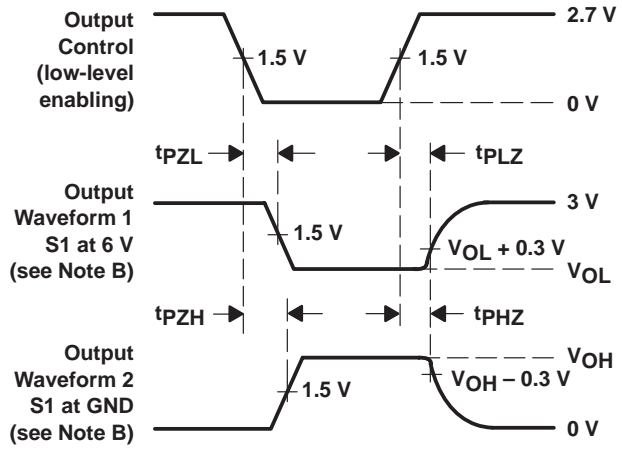 Output
Control
(low-level
enabling)
2.7 V
1.5 V
1.5 V
0 V
tPZL
tPLZ
Output
Waveform 1
S1 at 6 V
(see Note B)
3 V
1.5 V
VOL + 0.3 V
VOL
tPZH
tPHZ
Output
Waveform 2
S1 at GND
(see Note B)
VOH
1.5 V
VOH – 0.3 V
0 V